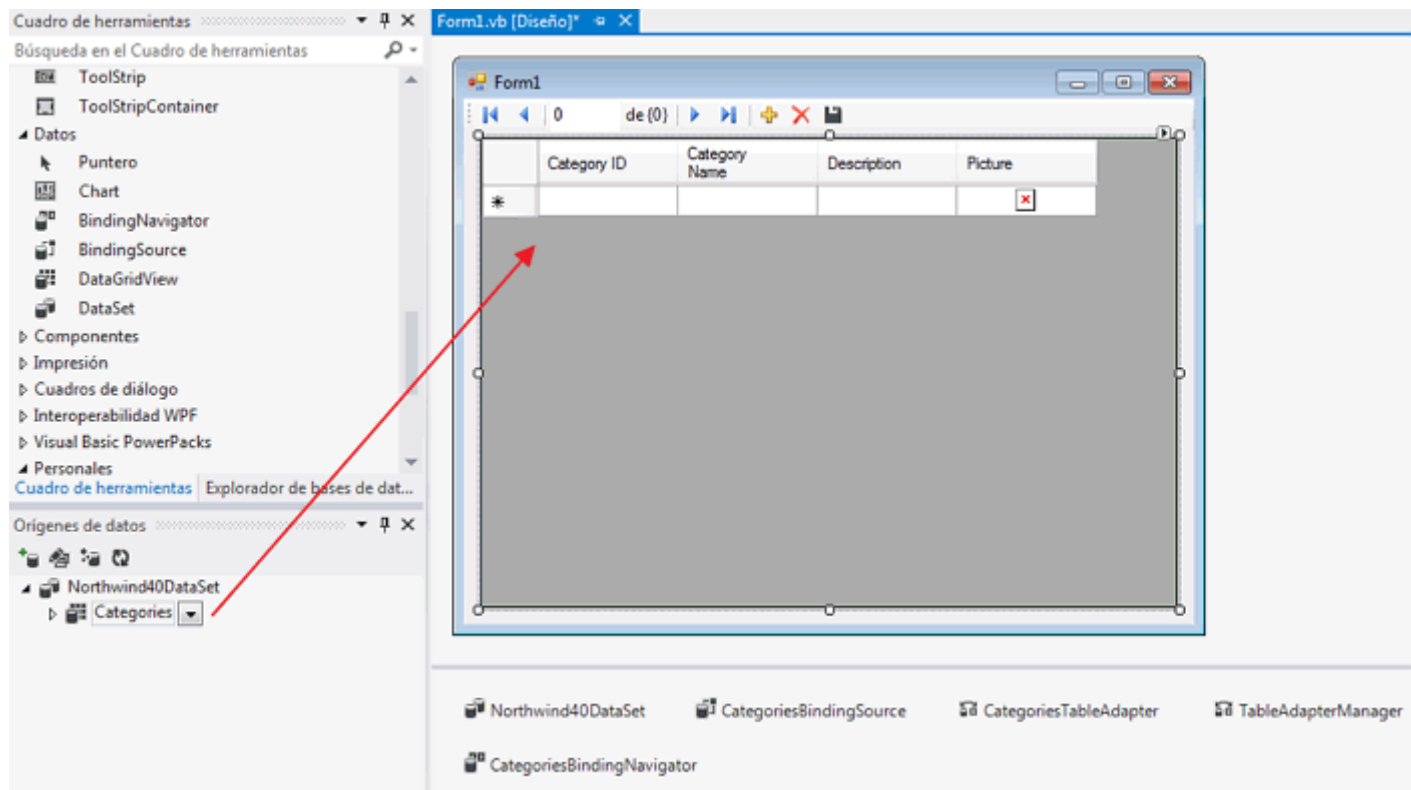 Cuadro de herramientas
Búsqueda en el Cuadro de herramientas
ToolStrip
ToolStripContainer
Datos
Puntero
Chart
BindingNavigator
BindingSource
DataGridView
DataSet
Componentes
Impresión
Cuadros de diálogo
Interoperabilidad WPF
Visual Basic PowerPacks
Personales
Cuadro de herramientas Explorador de bases de dat...
Orígenes de datos
Northwind40DataSet
Categories
Form1.vb [Diseño]*
Form1
0 de {0}
Category ID Category Name Description Picture
Northwind40DataSet CategoriesBindingSource CategoriesTableAdapter TableAdapterManager
CategoriesBindingNavigator